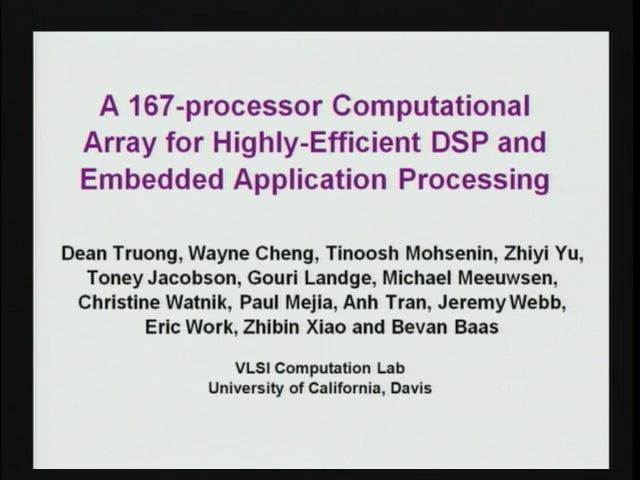 A 167-processor Computational
Array for Highly-Efficient DSP and
Embedded Application Processing
Dean Truong, Wayne Cheng, Tinoosh Mohsenin, Zhiyi Yu,
Toney Jacobson, Gouri Landge, Michael Meeuwsen,
Christine Watnik, Paul Mejia, Anh Tran, Jeremy Webb,
Eric Work, Zhibin Xiao and Bevan Baas
VLSI Computation Lab
University of California, Davis